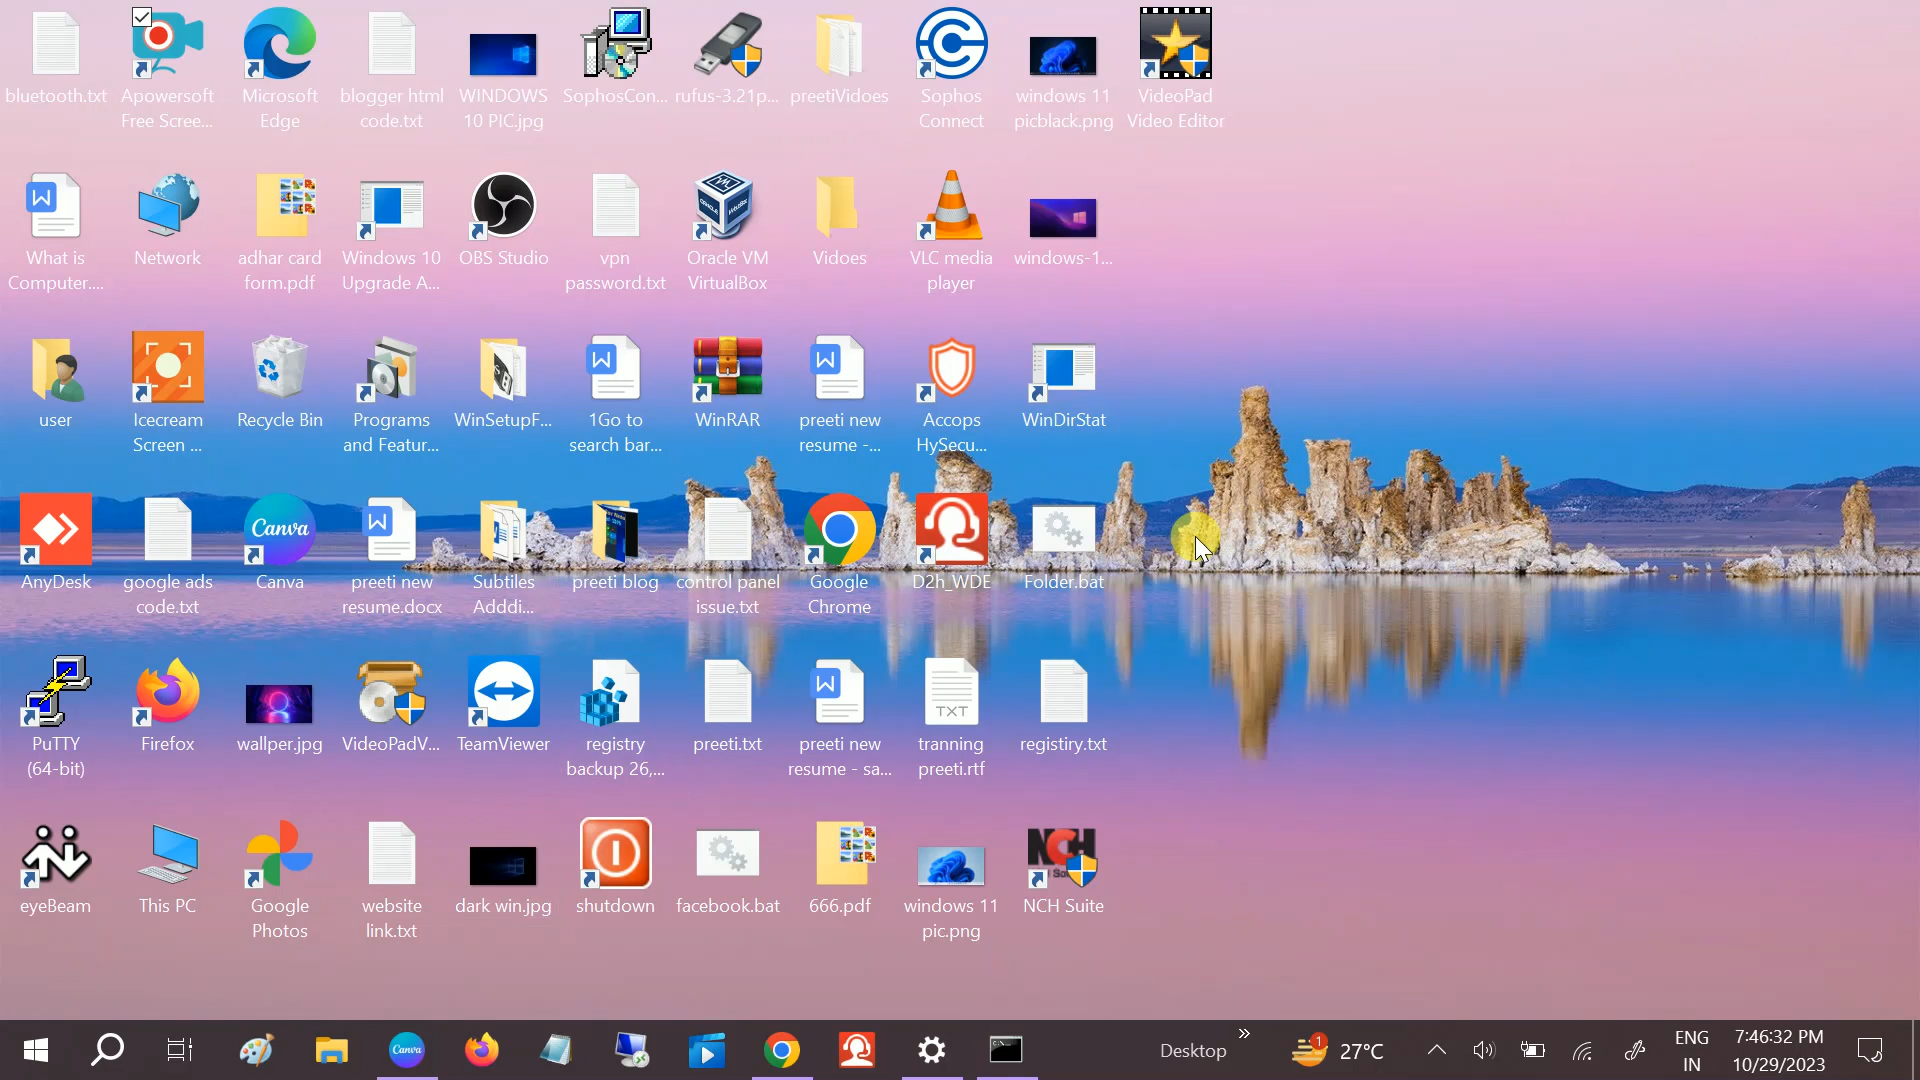 bluetooth.txt
Apowersoft
Free Scree...
Microsoft
Edge
blogger html
code.txt
WINDOWS
10 PIC.jpg
SophosCon...
rufus-3.21p...
preetiVidoes
Sophos
Connect
windows 11
picblack.png
VideoPad
Video Editor
What is
Computer....
Network
adhar card
form.pdf
Windows 10
Upgrade A...
OBS Studio
vpn
password.txt
Oracle VM
VirtualBox
Vidoes
VLC media
player
windows-1...
user
Icecream
Screen ...
Recycle Bin
Programs
and Featur...
WinSetupF...
1Go to
search bar...
WinRAR
preeti new
resume -...
Accops
HySecu...
WinDirStat
AnyDesk
google ads
code.txt
Canva
Canva
preeti new
resume.docx
Subtiles
Adddi...
preeti blog
control panel
issue.txt
Google
Chrome
D2h_WDE
Folder.bat
PuTTY
(64-bit)
Firefox
wallper.jpg
VideoPadV...
TeamViewer
registry
backup 26,...
preeti.txt
preeti new
resume - sa...
TXT
tranning
preeti.rtf
registiry.txt
eyeBeam
This PC
Google
Photos
website
link.txt
dark win.jpg
shutdown
facebook.bat
666.pdf
windows 11
pic.png
NCH
NCH Suite
Canva
Desktop
1
27°C
ENG
IN
7:46:32 PM
10/29/2023